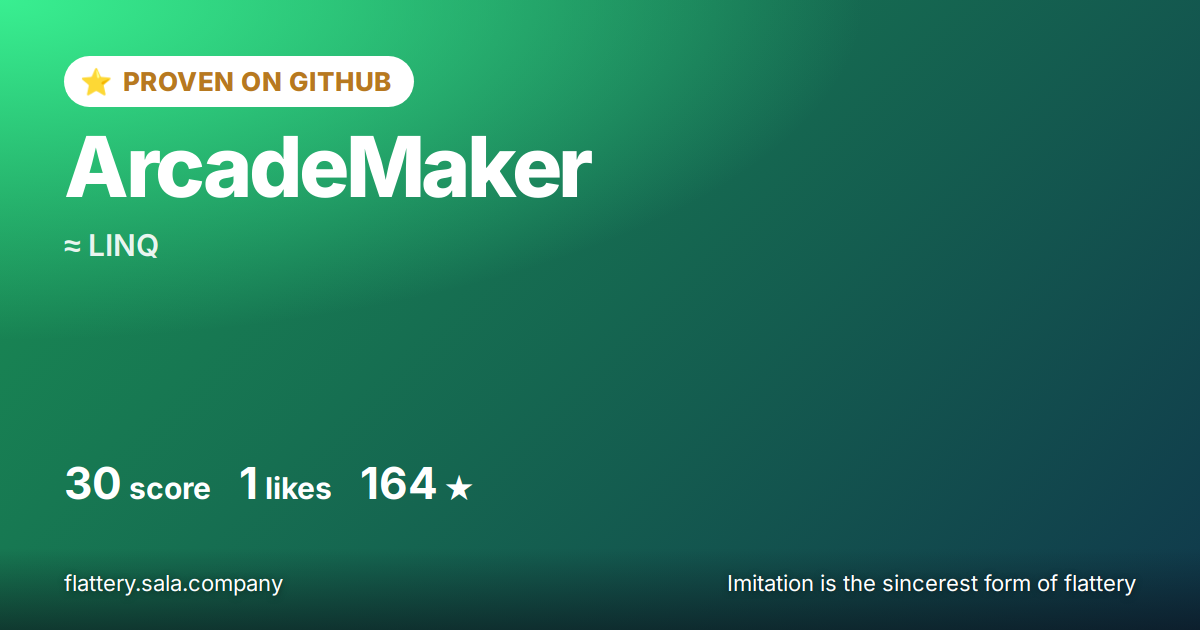 ⭐ PROVEN ON GITHUB
ArcadeMaker
≈ LINQ
30 score 1 likes 164 ★
flattery.sala.company
Imitation is the sincerest form of flattery